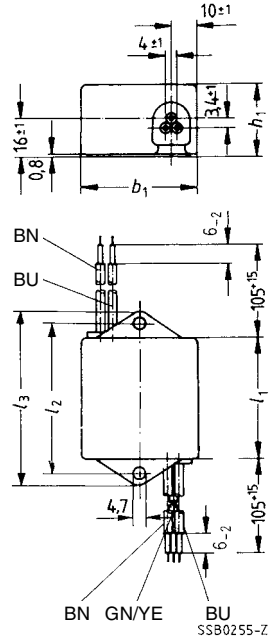 10±1
4±1
3,4±1
h₁
16±1
0,8
b₁
BN
6₋₂
BU
105⁺¹⁵
l₃
l₂
l₁
4,7
105⁺¹⁵
6₋₂
BN GN/YE BU
SSB0255-Z